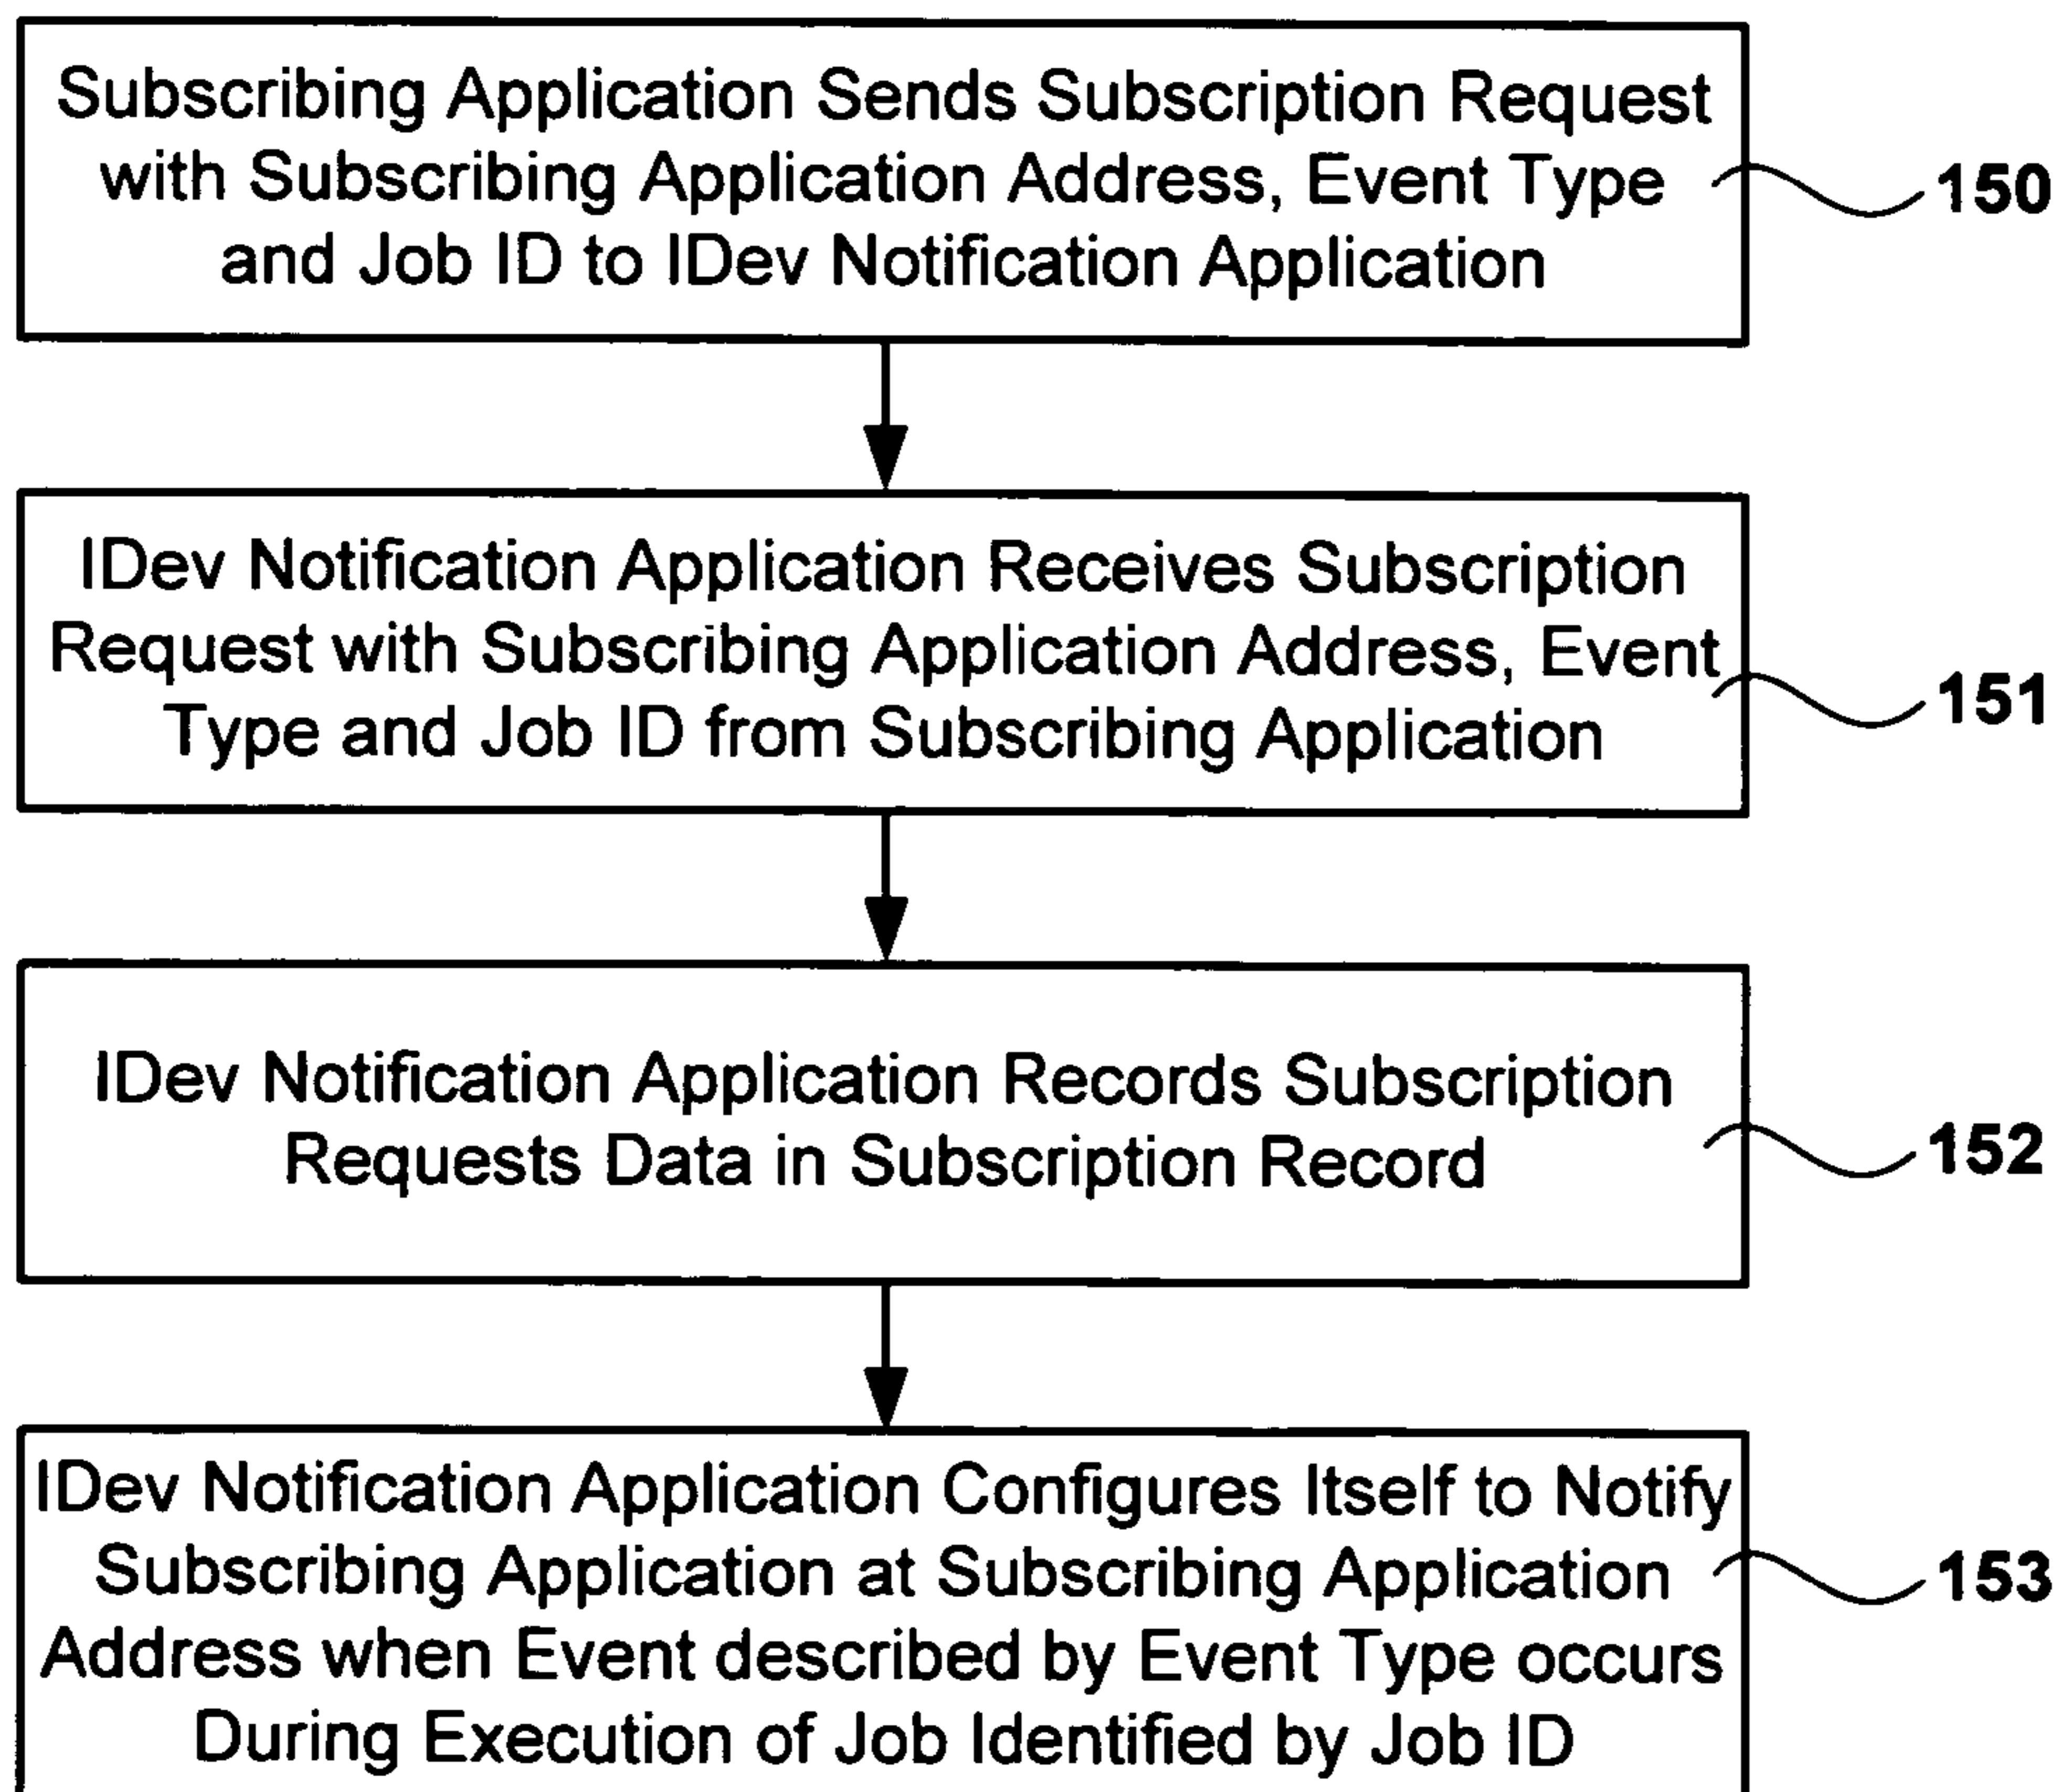 Subscribing Application Sends Subscription Request
with Subscribing Application Address, Event Type
and Job ID to IDev Notification Application
150
IDev Notification Application Receives Subscription
Request with Subscribing Application Address, Event
Type and Job ID from Subscribing Application
151
IDev Notification Application Records Subscription
Requests Data in Subscription Record
152
IDev Notification Application Configures Itself to Notify
Subscribing Application at Subscribing Application
Address when Event described by Event Type occurs
During Execution of Job Identified by Job ID
153